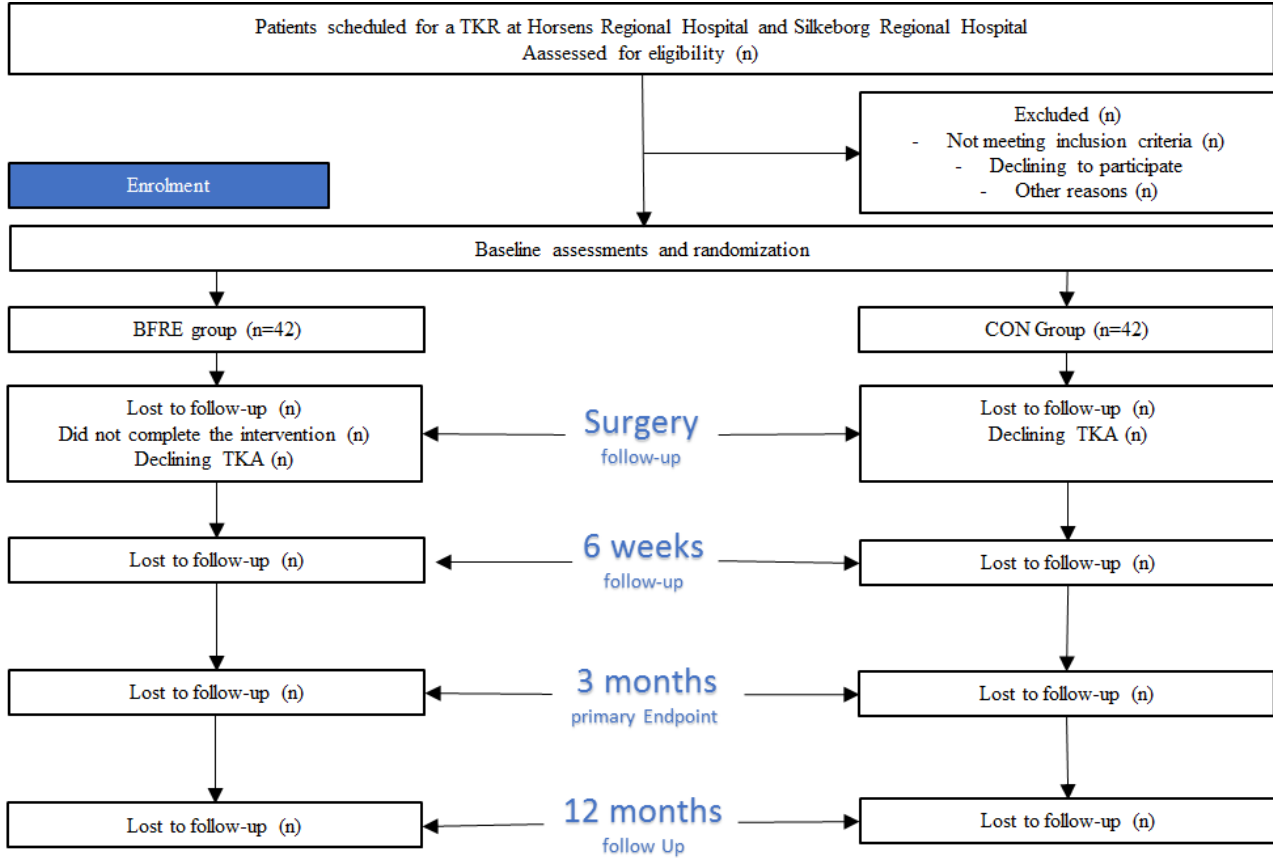 Patients scheduled for a TKR at Horsens Regional Hospital and Silkeborg Regional Hospital
Aassessed for eligibility (n)
Excluded (n)
- Not meeting inclusion criteria (n)
- Declining to participate
- Other reasons (n)
Enrolment
Baseline assessments and randomization
BFRE group (n=42)
CON Group (n=42)
Lost to follow-up (n)
Did not complete the intervention (n)
Declining TKA (n)
Surgery
follow-up
Lost to follow-up (n)
Declining TKA (n)
Lost to follow-up (n)
6 weeks
follow-up
Lost to follow-up (n)
Lost to follow-up (n)
3 months
primary Endpoint
Lost to follow-up (n)
Lost to follow-up (n)
12 months
follow Up
Lost to follow-up (n)